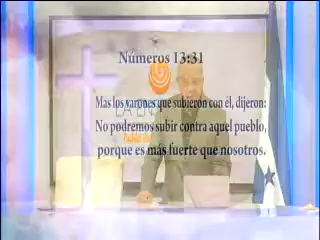 Números 13:31
Mas los varones que subieron con él, dijeron:
No podremos subir contra aquel pueblo,
porque es más fuerte que nosotros.